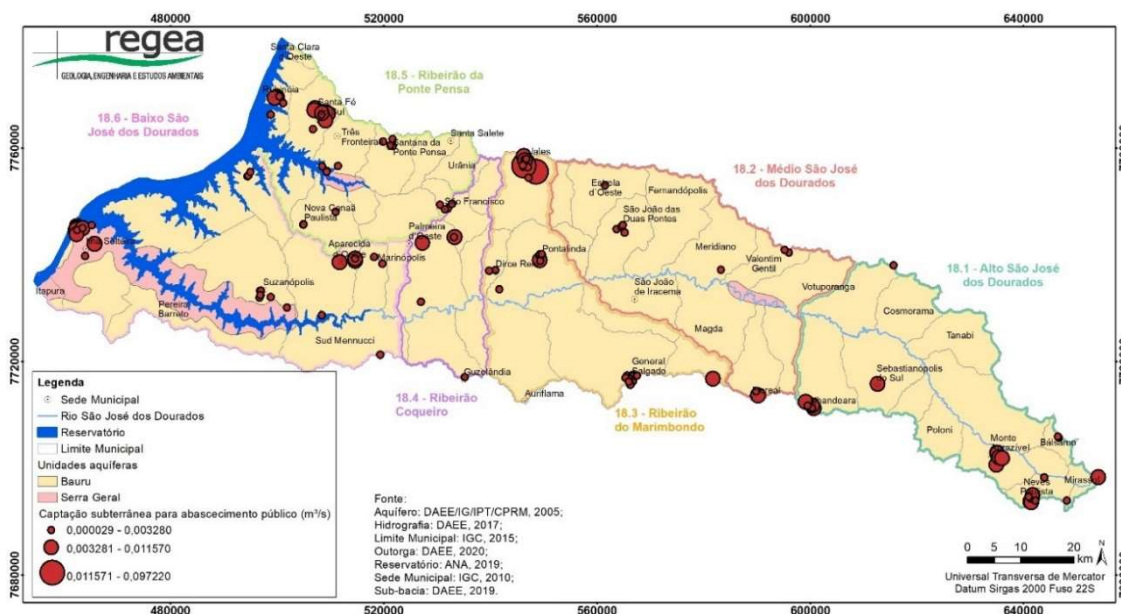 480000 520000 560000 600000 640000
regea
GEOLOGIA, ENGENHARIA E ESTUDOS AMBIENTAIS
Santa Clara
d'Oeste
18.5 - Ribeirão da
Ponte Pensa
18.6 - Baixo São
José dos Dourados
Santa Fé
Três
Fronteiras
Santa Salete
Santana da
Ponte Pensa
Urânia
Jales
7760000
18.2 - Médio São José
dos Dourados
Estrela
d'Oeste
Fernandópolis
São João das
Duas Pontos
Nova Canaã
Paulista
São Francisco
Palmeira
d'Oeste
Aparecida
d'Oeste
Marinópolis
Dirce Reis
Pontalinda
Meridiano
Valentim
Gentil
Votuporanga
18.1 - Alto São José
dos Dourados
Ilha Solteira
Itapura
Suzanópolis
Pereira
Barreto
Sud Mennucci
São João
de Iracema
Magda
Cosmorama
Tanabi
7720000
General
Salgado
Sebastianópolis
do Sul
Guzelândia
Auriflama
18.4 - Ribeirão
Coqueiro
18.3 - Ribeirão
do Marimbondo
Floreal
Nhandeara
Poloni
Monte
Aprazível
Bálsamo
Neves
Paulista
Mirassol
Legenda
Sede Municipal
Rio São José dos Dourados
Reservatório
Limite Municipal
Unidades aquíferas
Bauru
Serra Geral
Captação subterrânea para abascecimento público (m³/s)
0,000029 - 0,003280
0,003281 - 0,011570
0,011571 - 0,097220
Fonte:
Aquífero: DAEE/IG/IPT/CPRM, 2005;
Hidrografia: DAEE, 2017;
Limite Municipal: IGC, 2015;
Outorga: DAEE, 2020;
Reservatório: ANA, 2019;
Sede Municipal: IGC, 2010;
Sub-bacia: DAEE, 2019.
0 5 10 20
km
N
Universal Transversa de Mercator
Datum Sirgas 2000 Fuso 22S
7680000
480000 520000 560000 600000 640000